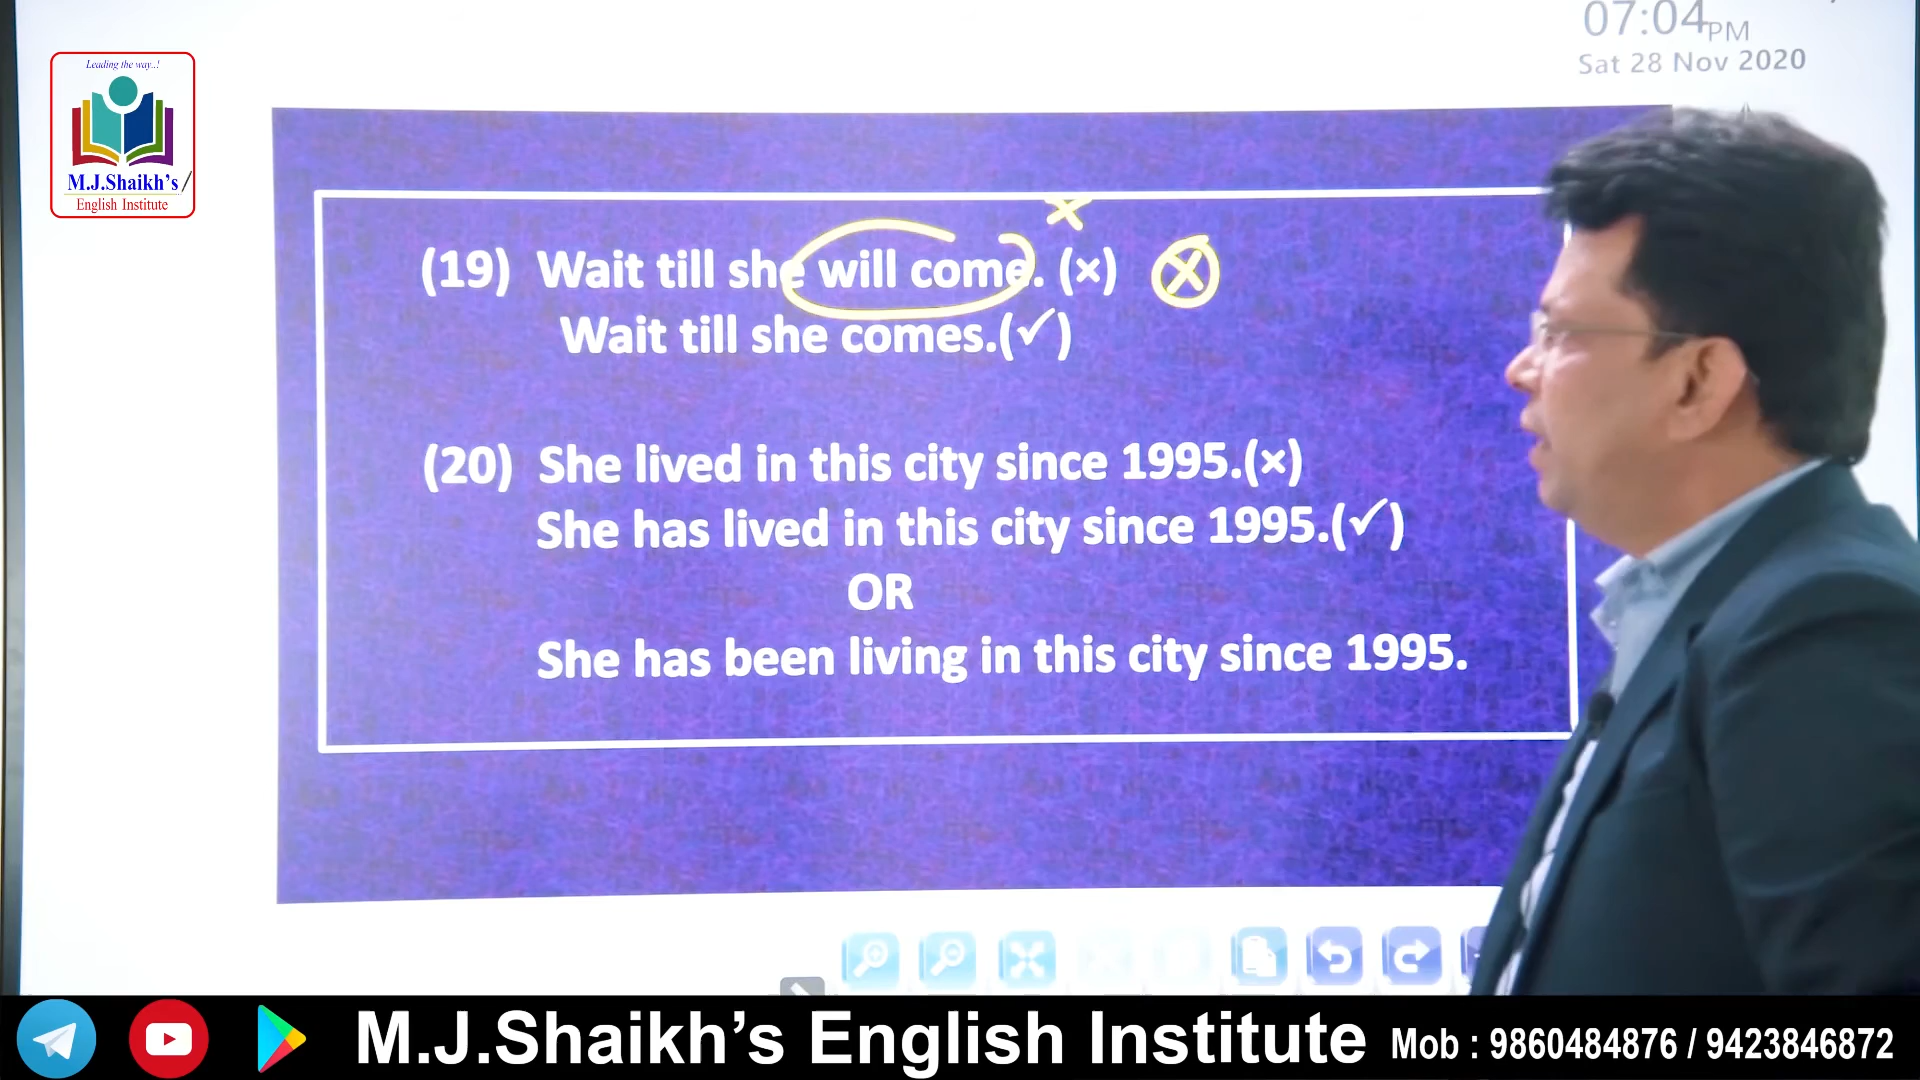 07:04PM
Sat 28 Nov 2020
Leading the way..!
M.J.Shaikh's
English Institute
(19) Wait till she will come. (×)
Wait till she comes.(✓)
(20) She lived in this city since 1995.(×)
She has lived in this city since 1995.(✓)
OR
She has been living in this city since 1995.
M.J.Shaikh's English Institute Mob : 9860484876 / 9423846872